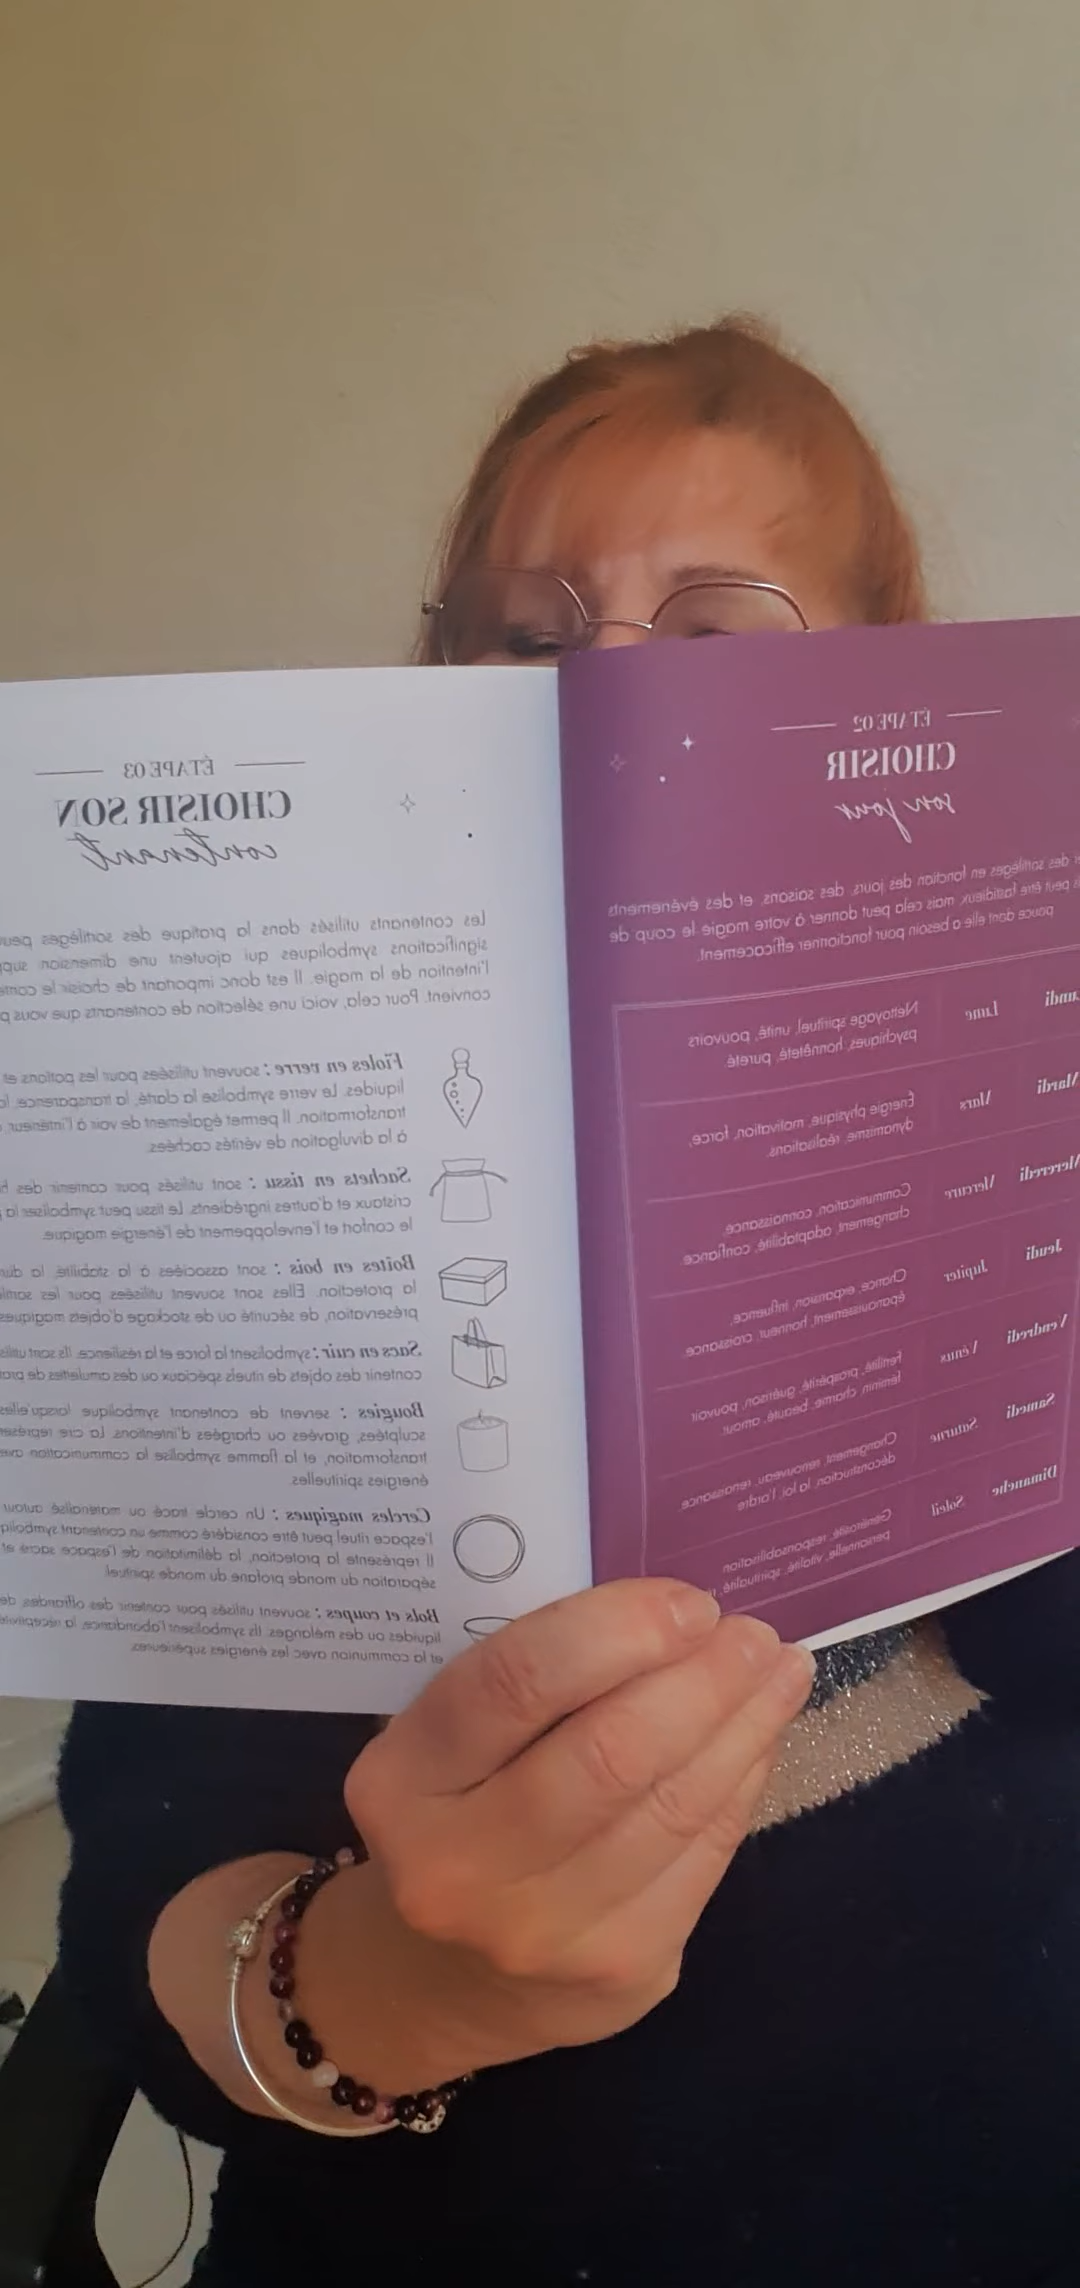 ÉTAPE 02
CHOISIR
son jour
des sortilèges en fonction des jours, des saisons, et des événements
peut être fastidieux, mais cela peut donner à votre magie le coup de
pouce dont elle a besoin pour fonctionner efficacement.
Lune Nettoyage spirituel, unité, pouvoirs
psychiques, honnêteté, pureté.
Mardi Mars Énergie physique, motivation, force,
dynamisme, réalisations.
Mercredi Mercure Communication, connaissance,
changement, adaptabilité, confiance
Jeudi Jupiter Chance, expansion, influence,
épanouissement, honneur, croissance
Vendredi Vénus Fertilité, prospérité, guérison, pouvoir
féminin, charme, beauté, amour
Samedi Saturne Changement, renouveau, renaissance
déconstruction, la loi, l'ordre
Dimanche Soleil Générosité, responsabilisation
personnelle, vitalité, spiritualité,
ÉTAPE 03
CHOISIR SON
contenant
Les contenants utilisés dans la pratique des sortilèges
significations symboliques qui ajoutent une dimension
l'intention de la magie. Il est donc important de choisir le
convient. Pour cela, voici une sélection de contenants que vous
Fioles en verre : souvent utilisées pour les potions et
liquides. Le verre symbolise la clarté, la transparence,
transformation. Il permet également de voir à l'intérieur,
à la divulgation de vérités cachées.
Sachets en tissu : sont utilisés pour contenir des
cristaux et d'autres ingrédients. Le tissu peut symboliser la
le confort et l'enveloppement de l'énergie magique.
Boîtes en bois : sont associées à la stabilité, la
la protection. Elles sont souvent utilisées pour les
préservation, de sécurité ou de stockage d'objets magiques
Sacs en cuir : symbolisent la force et la résilience. Ils sont
contenir des objets de rituels spéciaux ou des amulettes de
Bougies : servent de contenant symbolique lorsqu'elles
sculptées, gravées ou chargées d'intentions. La cire
transformation, et la flamme symbolise la communication
énergies spirituelles.
Cercles magiques : Un cercle tracé ou matérialisé autour
l'espace rituel peut être considéré comme un contenant
Il représente la protection, la délimitation de l'espace sacré et
séparation du monde profane du monde spirituel.
Bols et coupes : souvent utilisés pour contenir des offrandes,
liquides ou des mélanges. Ils symbolisent l'abondance, la
et la communion avec les énergies supérieures.